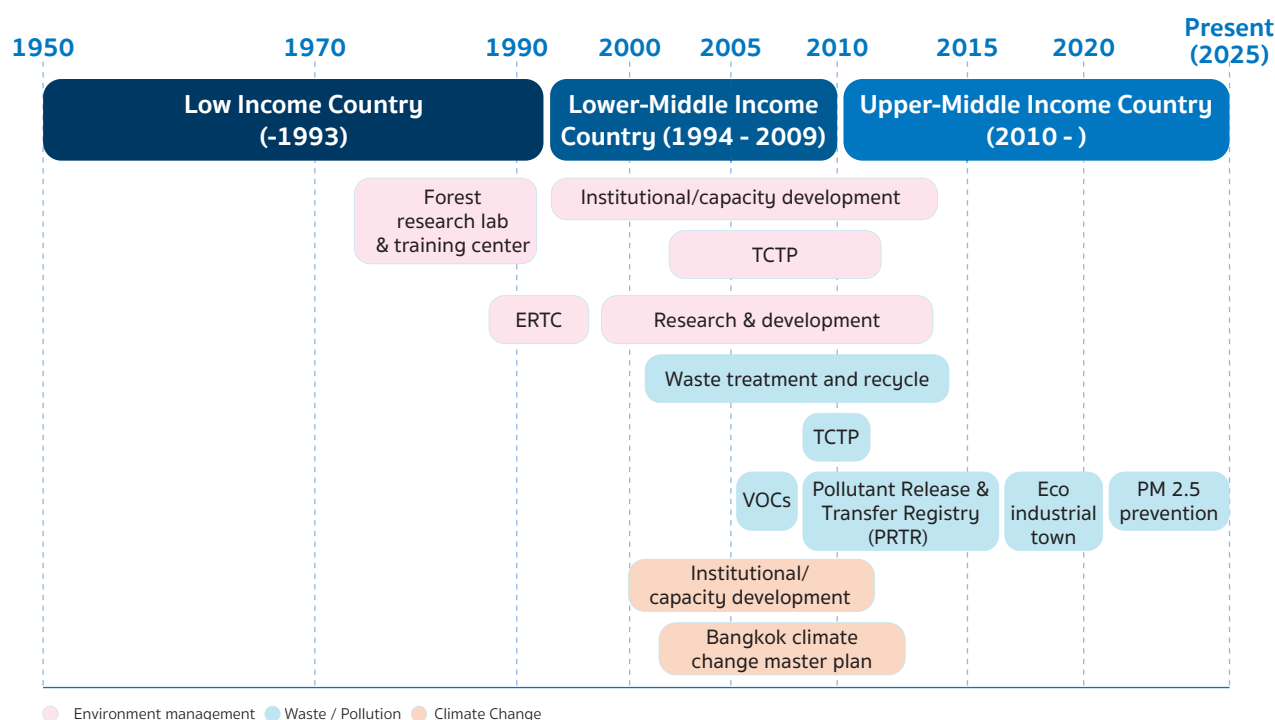 Present
1950 1970 1990 2000 2005 2010 2015 2020 (2025)
Low Income Country
(-1993)
Lower-Middle Income
Country (1994 - 2009)
Upper-Middle Income Country
(2010 - )
Forest
research lab
& training center
Institutional/capacity development
TCTP
ERTC
Research & development
Waste treatment and recycle
TCTP
VOCs
Pollutant Release &
Transfer Registry
(PRTR)
Eco
industrial
town
PM 2.5
prevention
Institutional/
capacity development
Bangkok climate
change master plan
Environment management Waste / Pollution Climate Change